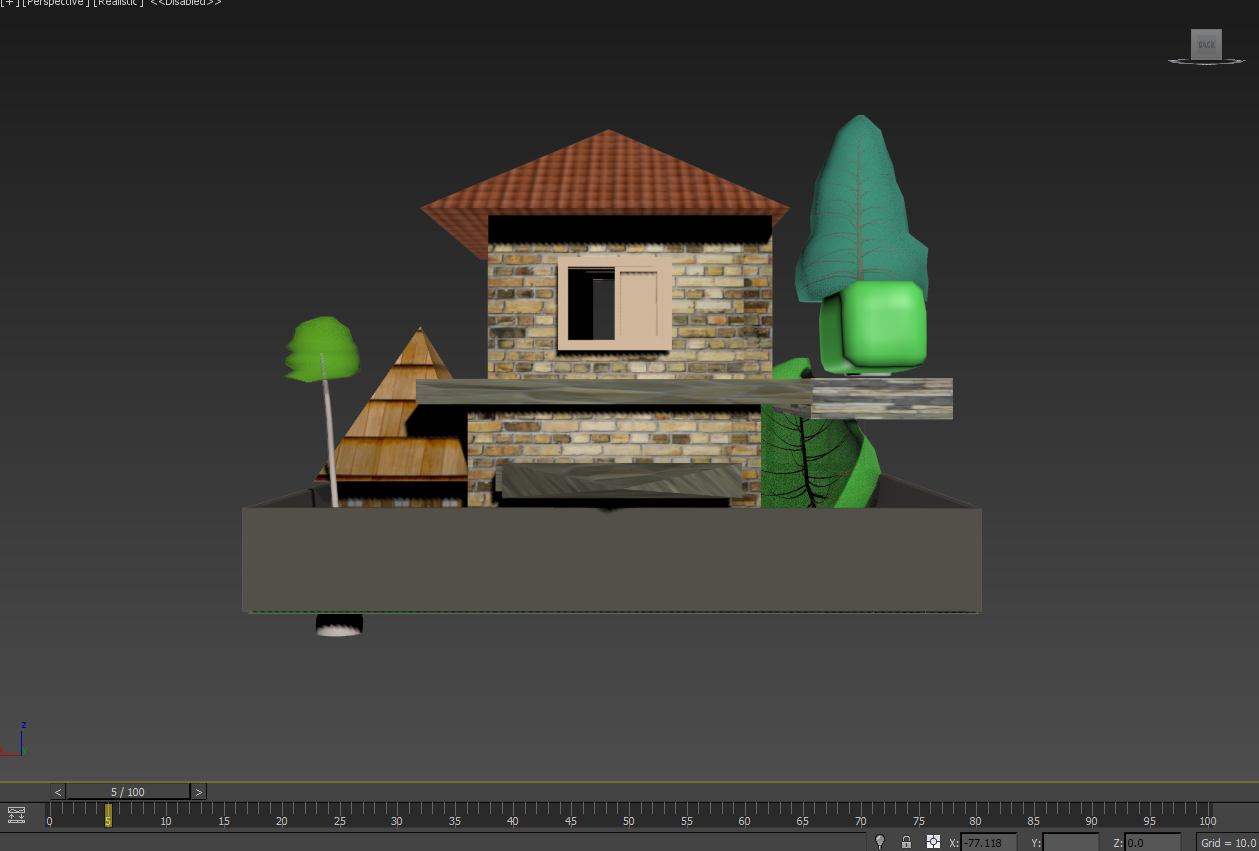 [+] [Perspective] [Realistic] <<Disabled>>
BACK
z
< 5 / 100 >
0 5 10 15 20 25 30 35 40 45 50 55 60 65 70 75 80 85 90 95 100
X: -77.118 Y: Z: 0.0 Grid = 10.0